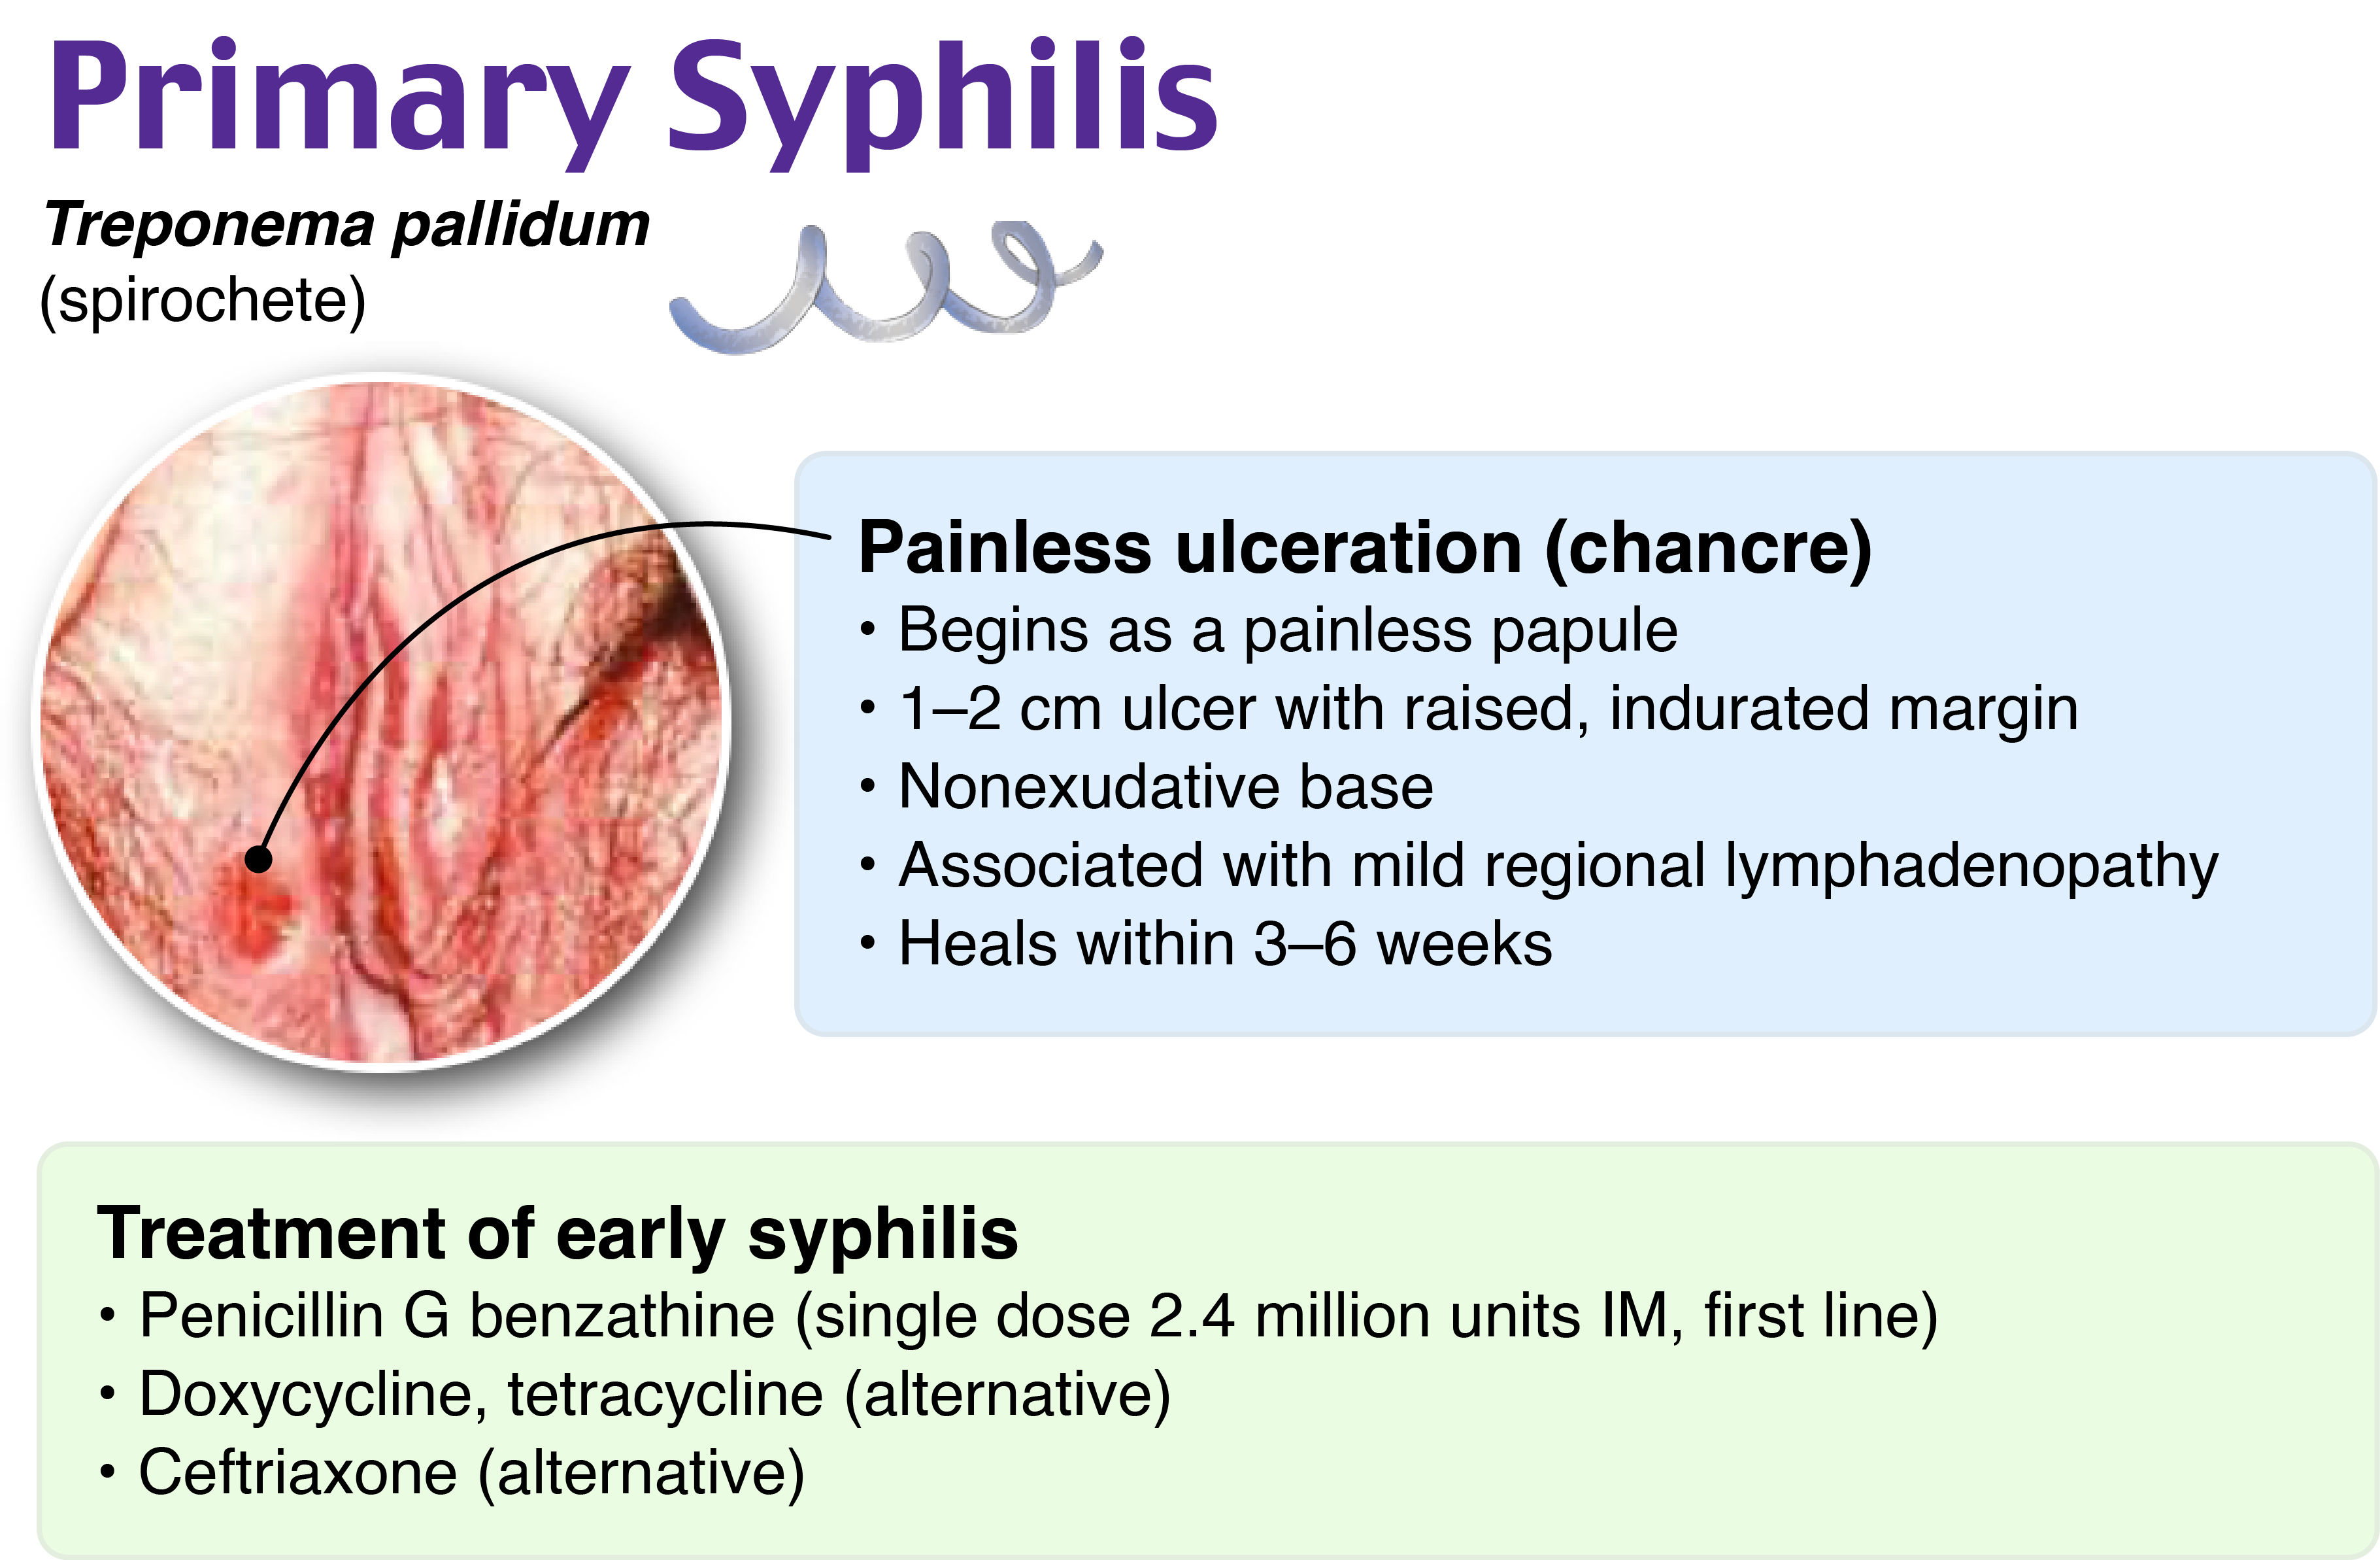 Primary Syphilis
Treponema pallidum
(spirochete)
Painless ulceration (chancre)
• Begins as a painless papule
• 1–2 cm ulcer with raised, indurated margin
• Nonexudative base
• Associated with mild regional lymphadenopathy
• Heals within 3–6 weeks
Treatment of early syphilis
• Penicillin G benzathine (single dose 2.4 million units IM, first line)
• Doxycycline, tetracycline (alternative)
• Ceftriaxone (alternative)